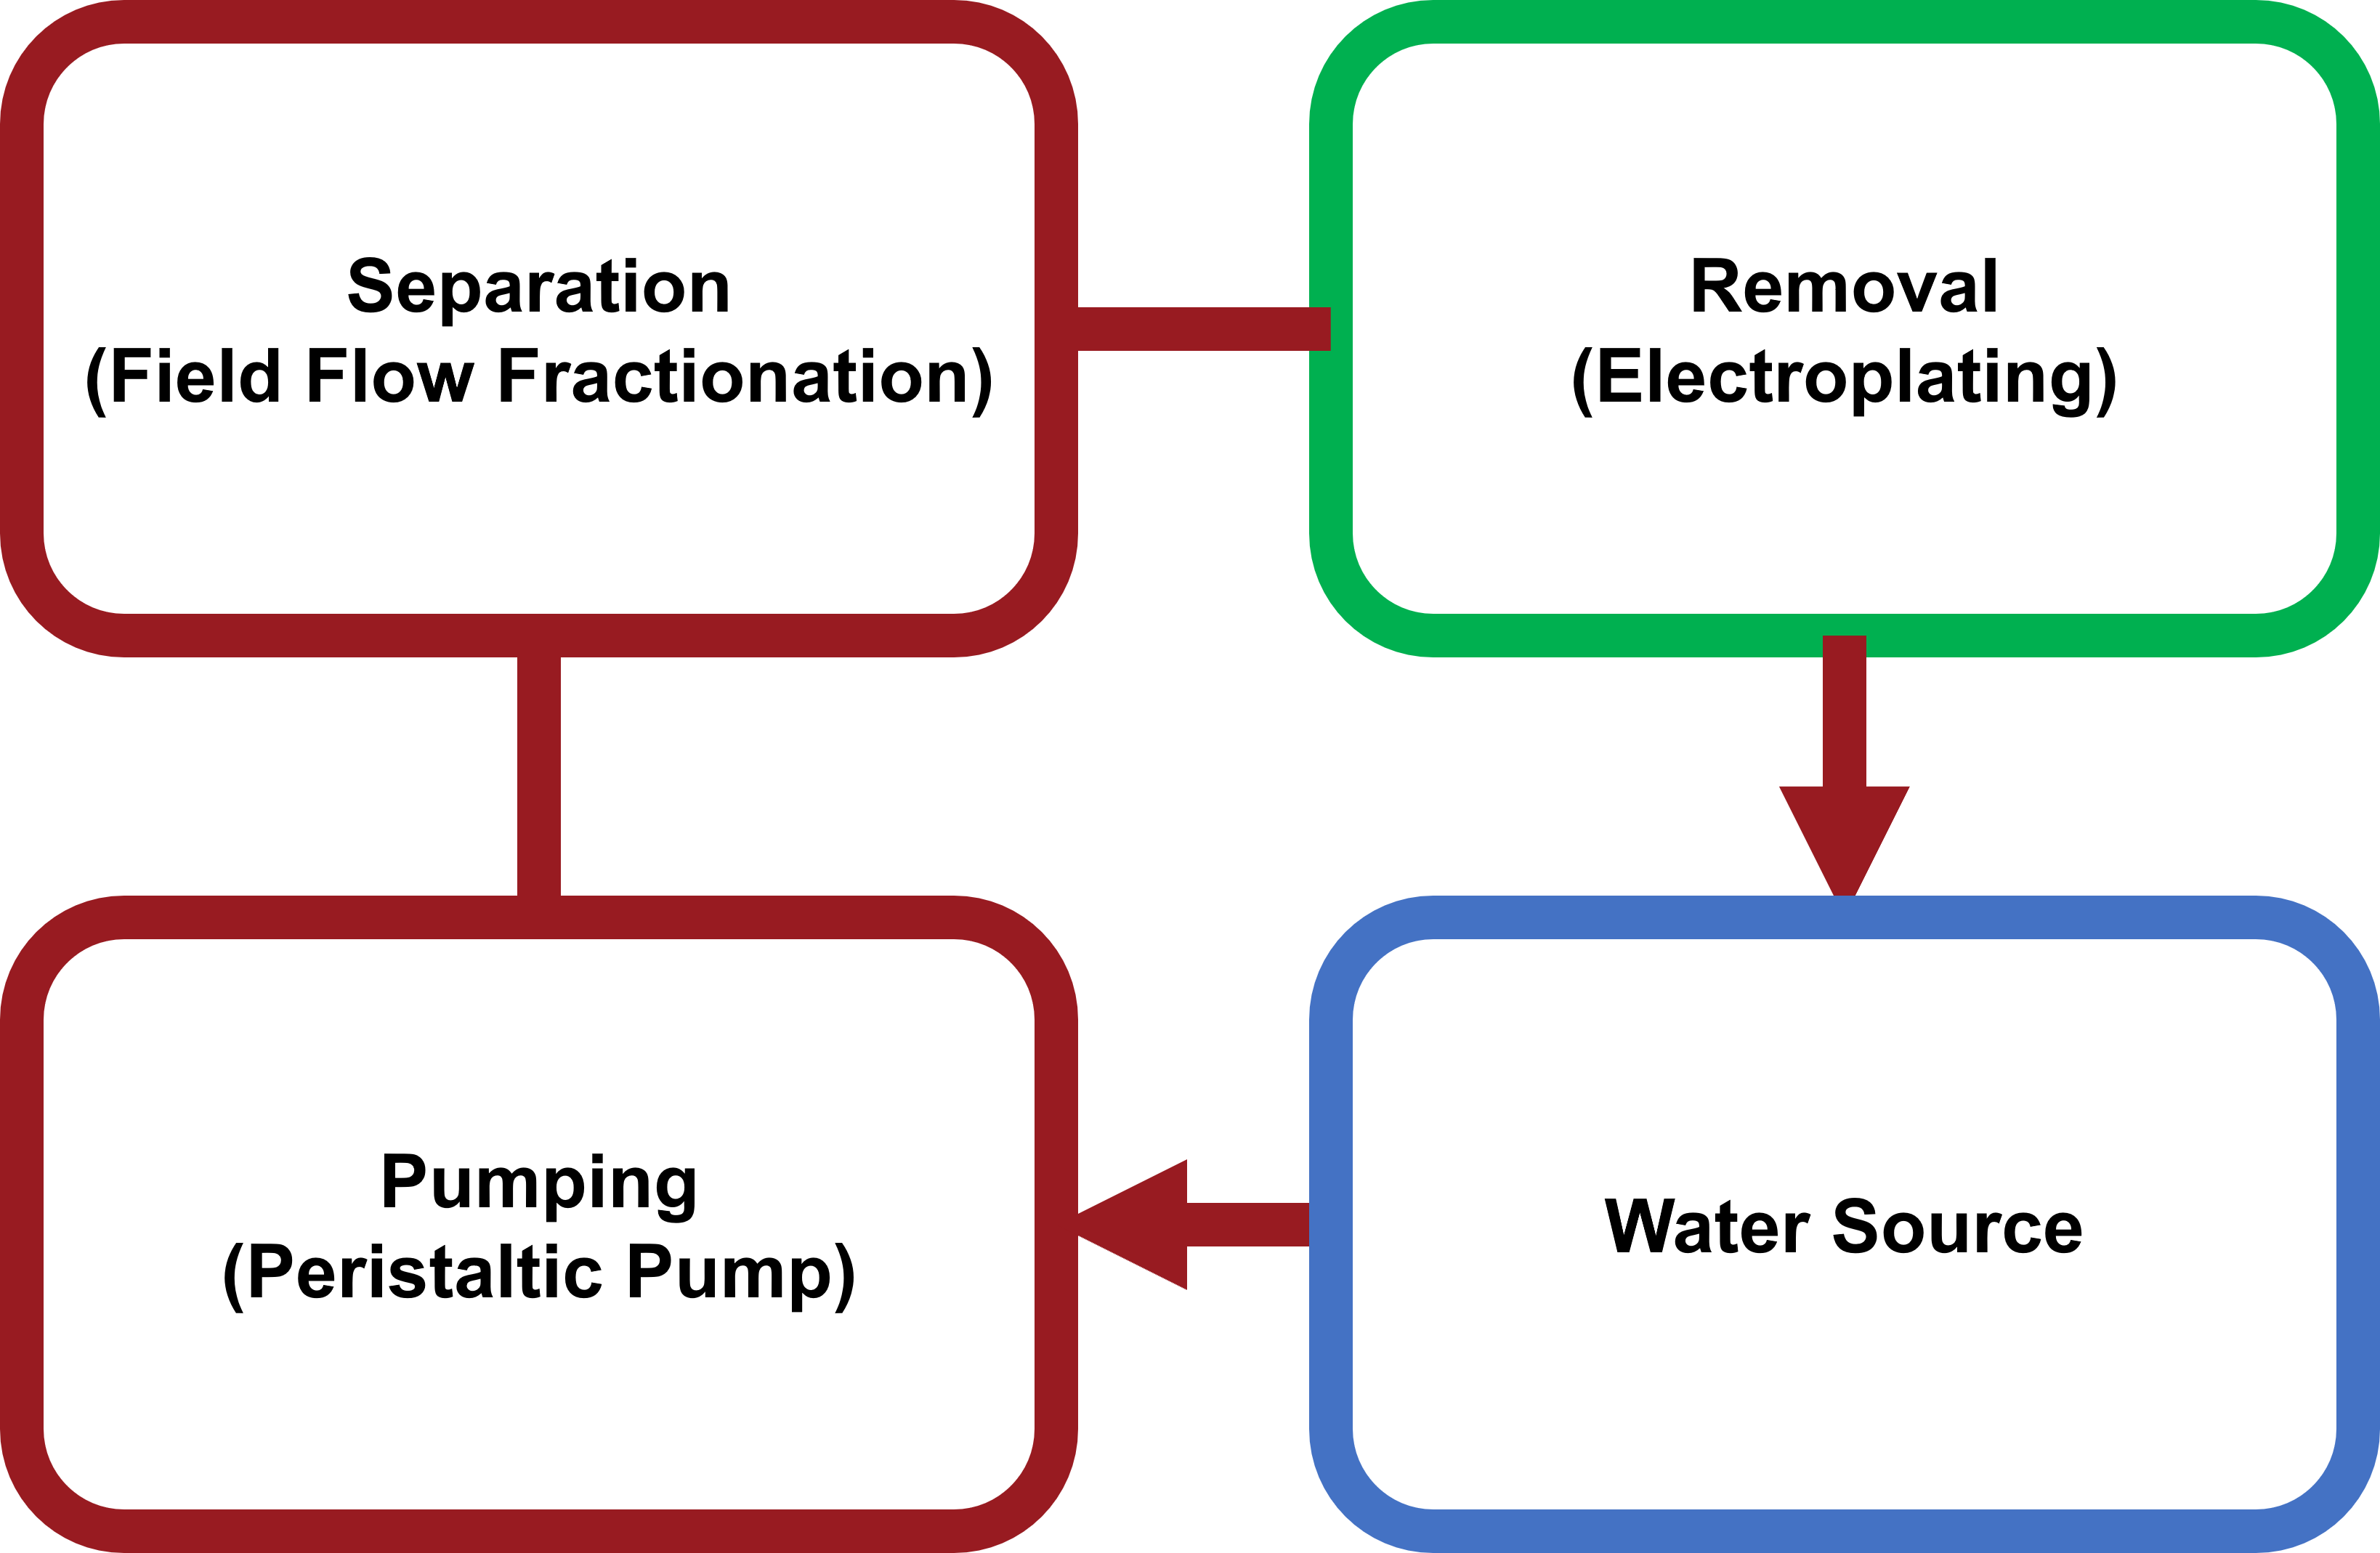 Separation
(Field Flow Fractionation)
Removal
(Electroplating)
Pumping
(Peristaltic Pump)
Water Source